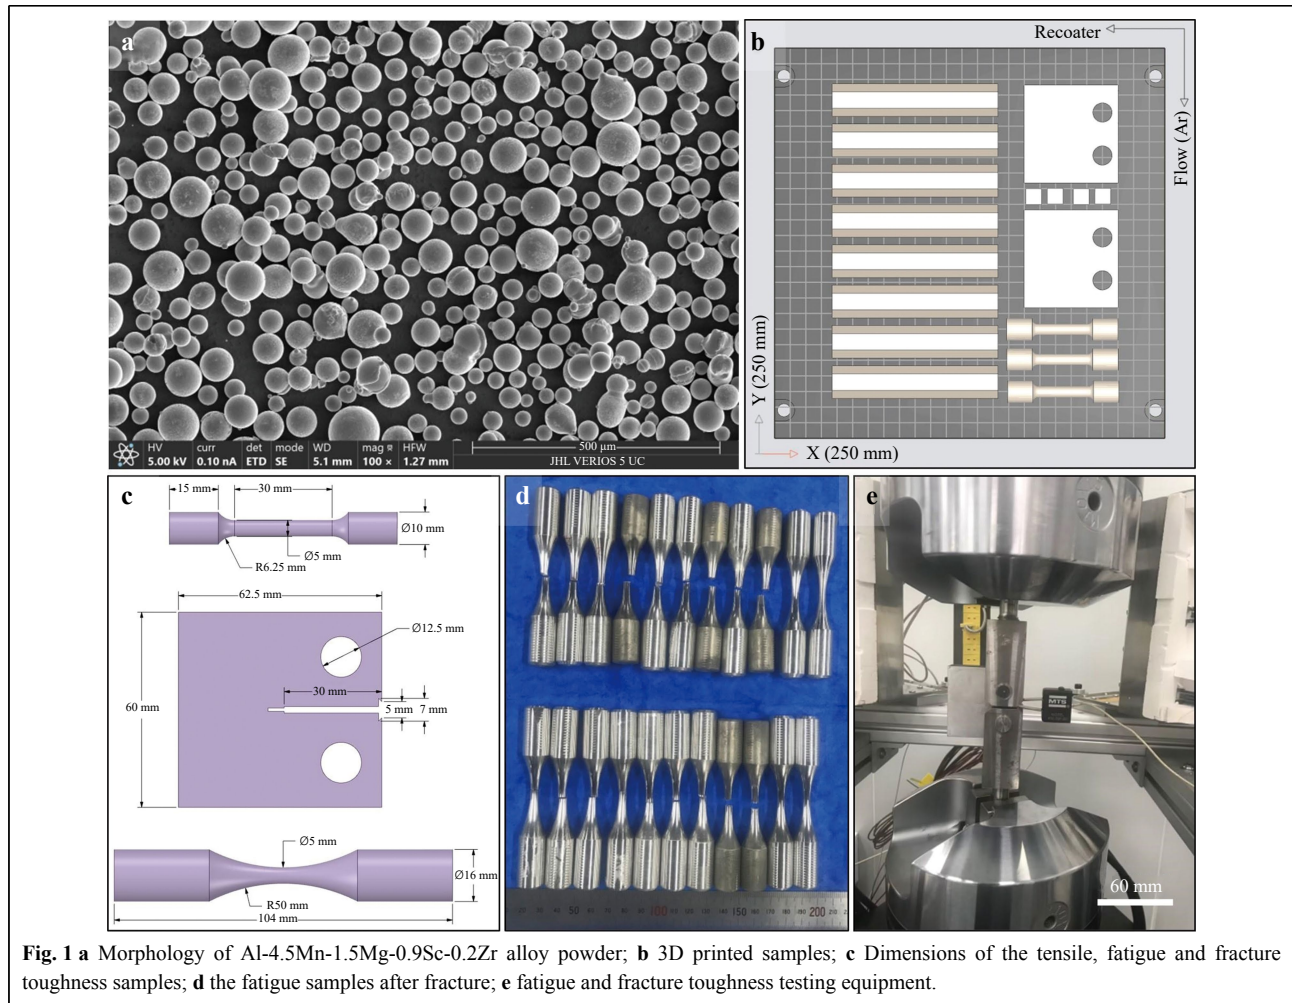 a
HV curr det mode WD mag HFW
5.00 kV 0.10 nA ETD SE 5.1 mm 100 × 1.27 mm
500 μm
JHL VERIOS 5 UC
b
Recoater
Flow (Ar)
Y (250 mm)
X (250 mm)
c
15 mm
30 mm
Ø10 mm
Ø5 mm
R6.25 mm
62.5 mm
Ø12.5 mm
30 mm
60 mm
5 mm
7 mm
Ø5 mm
Ø16 mm
R50 mm
104 mm
d
50
100
150
200
e
MTS
60 mm
Fig. 1 a Morphology of Al-4.5Mn-1.5Mg-0.9Sc-0.2Zr alloy powder; b 3D printed samples; c Dimensions of the tensile, fatigue and fracture
toughness samples; d the fatigue samples after fracture; e fatigue and fracture toughness testing equipment.